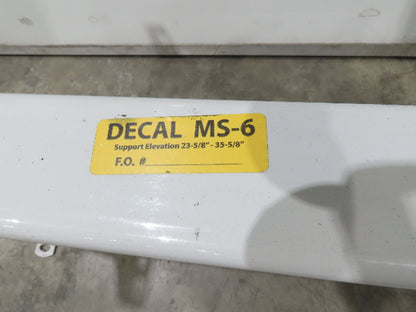 DECAL MS-6
Support Elevation 23-5/8" - 35-5/8"
F.O. #